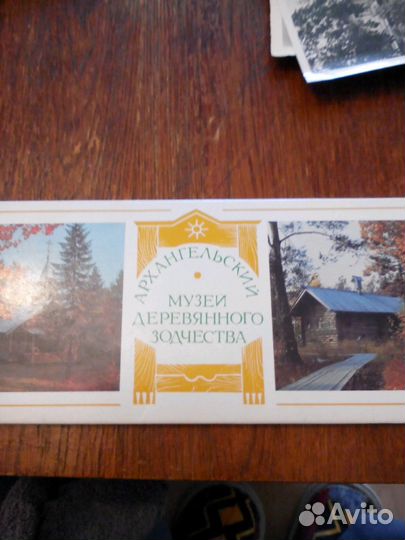 АРХАНГЕЛЬСКИЙ
МУЗЕЙ
ДЕРЕВЯННОГО
ЗОДЧЕСТВА
Avito